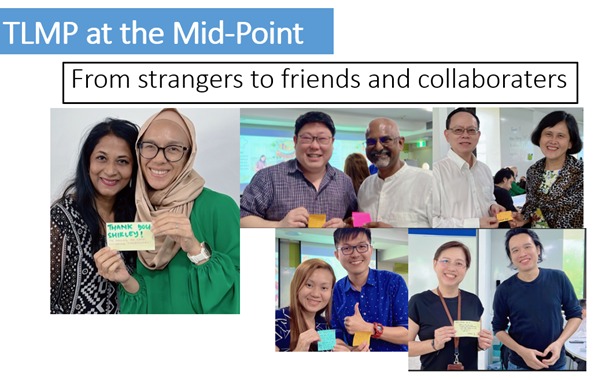 TLMP at the Mid-Point
From strangers to friends and collaboraters
THANK YOU
SHIRLEY!